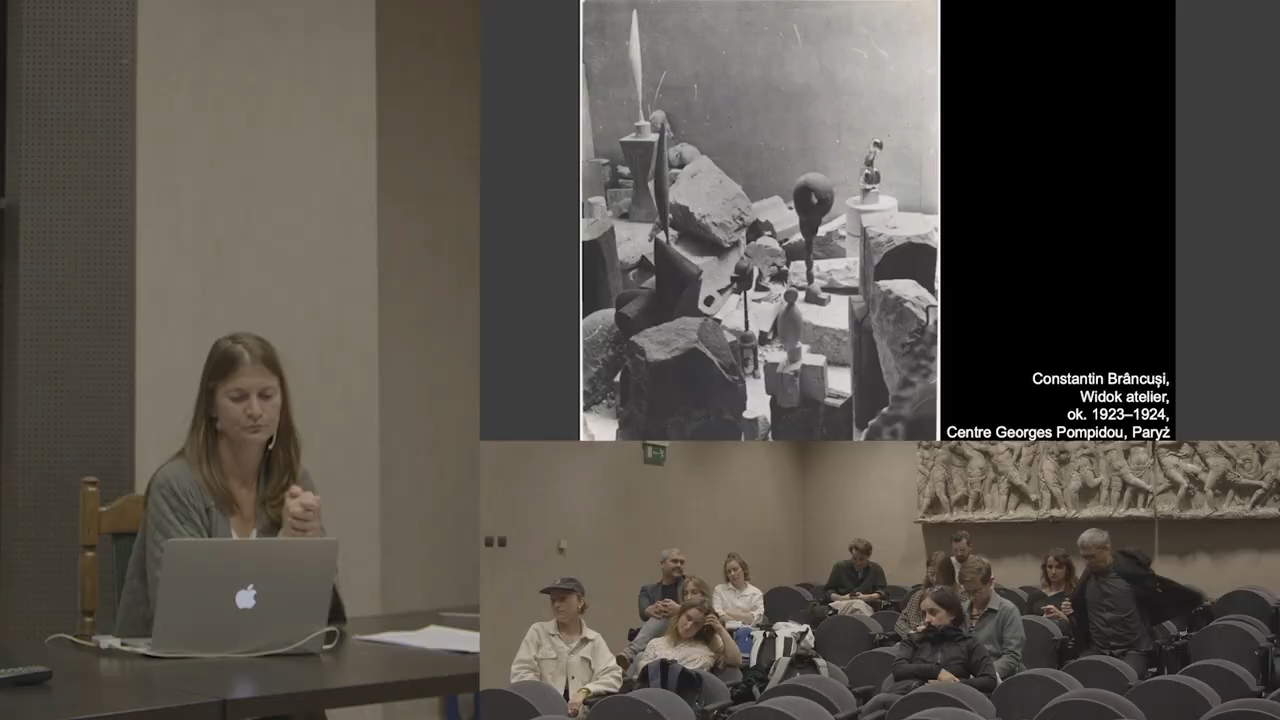 Constantin Brâncuși,
Widok atelier,
ok. 1923–1924,
Centre Georges Pompidou, Paryż